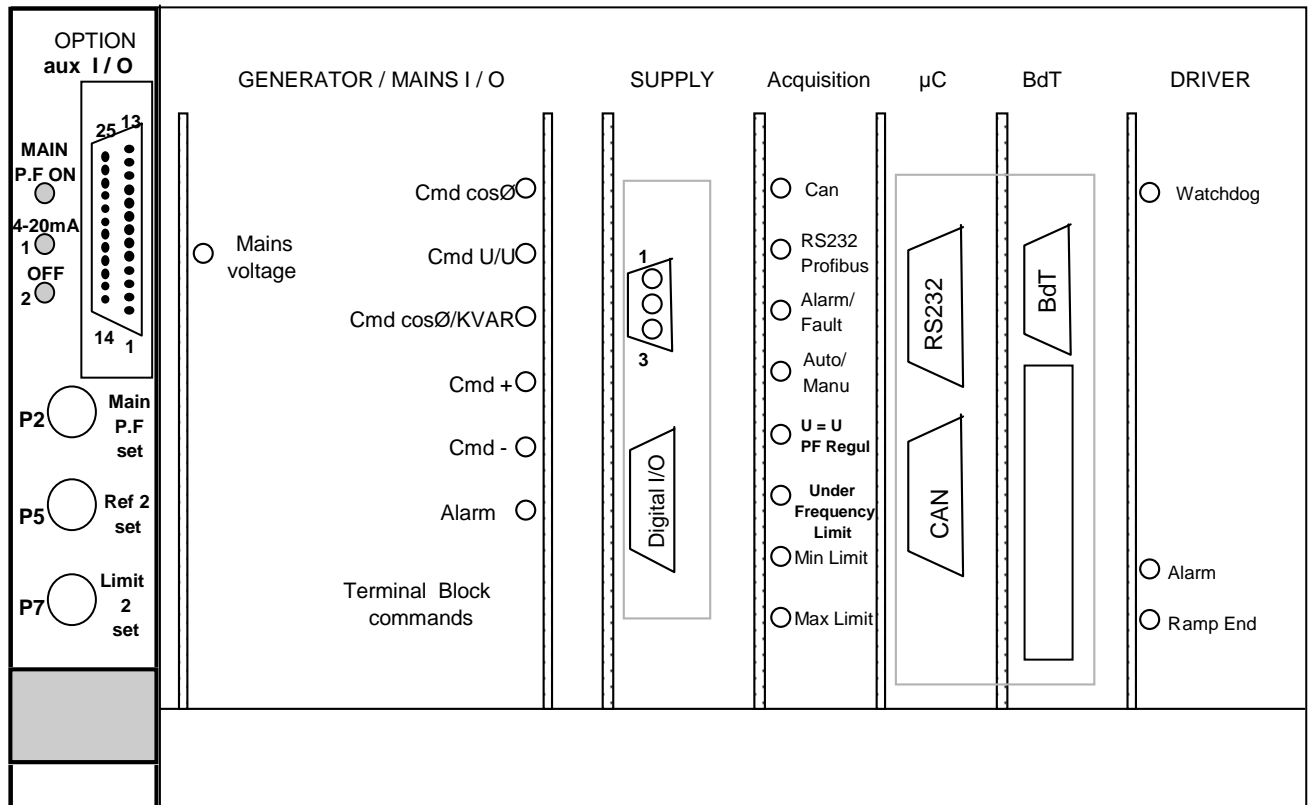 OPTION
aux I / O
25 13
MAIN
P.F ON
4-20mA
1
OFF
2
14 1
P2
Main
P.F
set
P5
Ref 2
set
P7
Limit
2
set
GENERATOR / MAINS I / O
Mains
voltage
Cmd cosØ
Cmd U/U
Cmd cosØ/KVAR
Cmd +
Cmd -
Alarm
Terminal Block
commands
SUPPLY
1
3
Digital I/O
Acquisition
Can
RS232
Profibus
Alarm/
Fault
Auto/
Manu
U = U
PF Regul
Under
Frequency
Limit
Min Limit
Max Limit
µC
RS232
CAN
BdT
BdT
DRIVER
Watchdog
Alarm
Ramp End